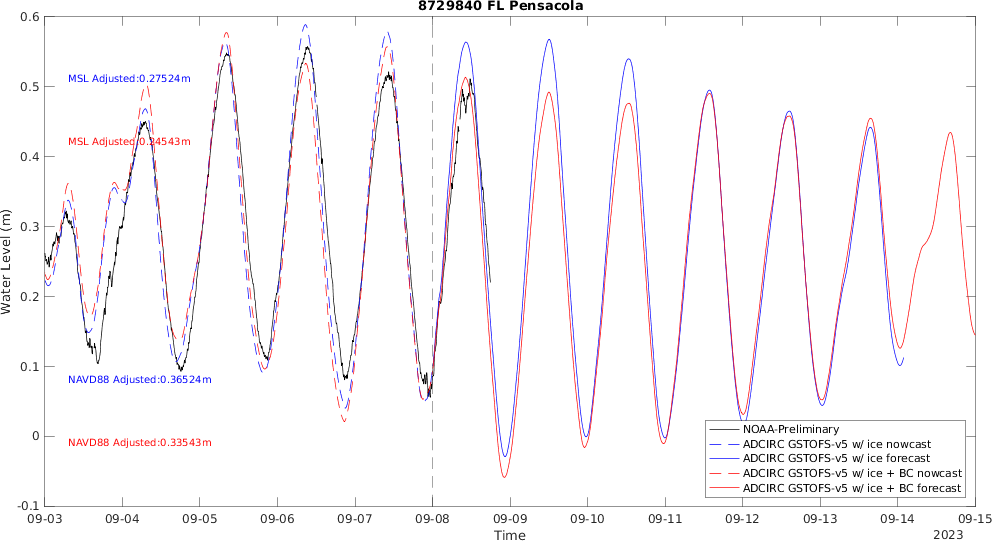 8729840 FL Pensacola
0.6
0.5
0.4
0.3
0.2
0.1
0
-0.1
Water Level (m)
MSL Adjusted:0.27524m
MSL Adjusted:0.24543m
NAVD88 Adjusted:0.36524m
NAVD88 Adjusted:0.33543m
NOAA-Preliminary
ADCIRC GSTOFS-v5 w/ ice nowcast
ADCIRC GSTOFS-v5 w/ ice forecast
ADCIRC GSTOFS-v5 w/ ice + BC nowcast
ADCIRC GSTOFS-v5 w/ ice + BC forecast
09-03 09-04 09-05 09-06 09-07 09-08 09-09 09-10 09-11 09-12 09-13 09-14 09-15
Time
2023